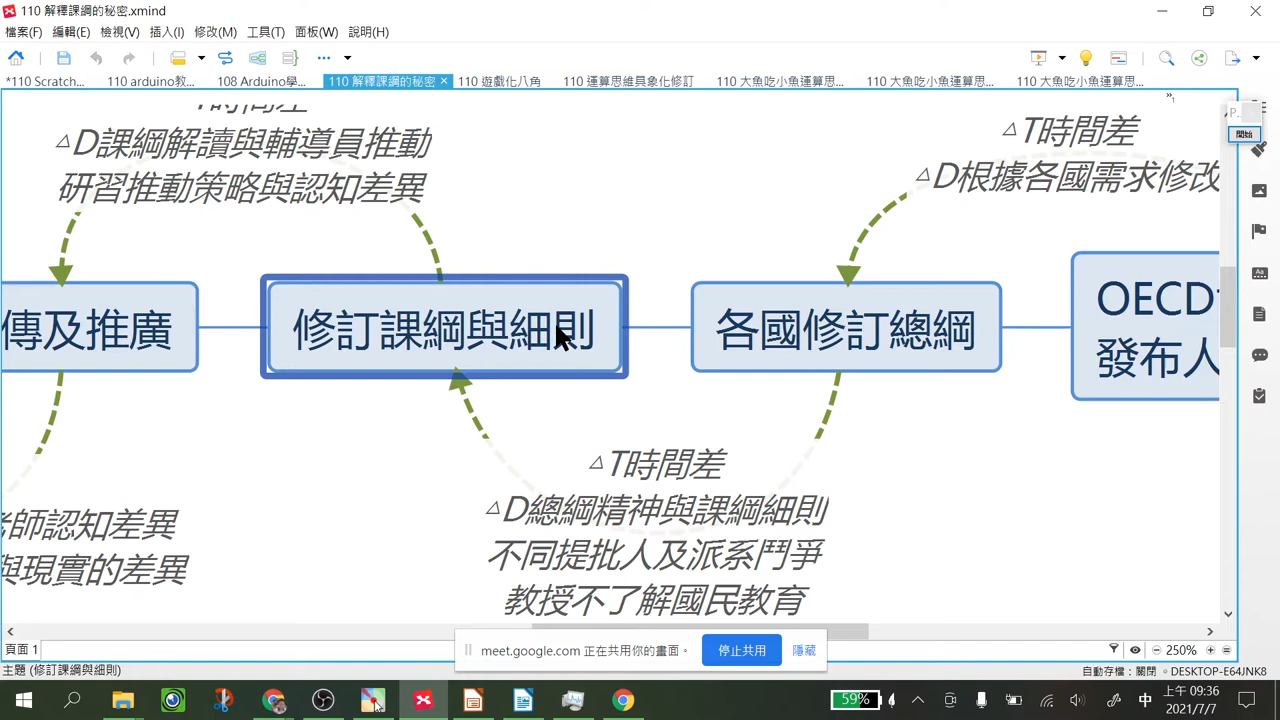 110 解釋課綱的秘密.xmind
檔案(F) 編輯(E) 檢視(V) 插入(I) 修改(M) 工具(T) 面板(W) 說明(H)
*110 Scratch... 110 arduino教... 108 Arduino學... 110 解釋課綱的秘密 110 遊戲化八角 110 運算思維具象化修訂 110 大魚吃小魚運算思... 110 大魚吃小魚運算思... 110 大魚吃小魚運算思...
△T時間差
△D課綱解讀與輔導員推動
研習推動策略與認知差異
△T時間差
△D根據各國需求修改
P..
開始
傳及推廣
修訂課綱與細則
各國修訂總綱
OECD
發布人
△T時間差
△D總綱精神與課綱細則
不同提批人及派系鬥爭
教授不了解國民教育
老師認知差異
與現實的差異
頁面 1
meet.google.com 正在共用你的畫面。
停止共用
隱藏
250%
主題 (修訂課綱與細則)
自動存檔：關閉
DESKTOP-E64JNK8
59%
中
上午 09:36
2021/7/7